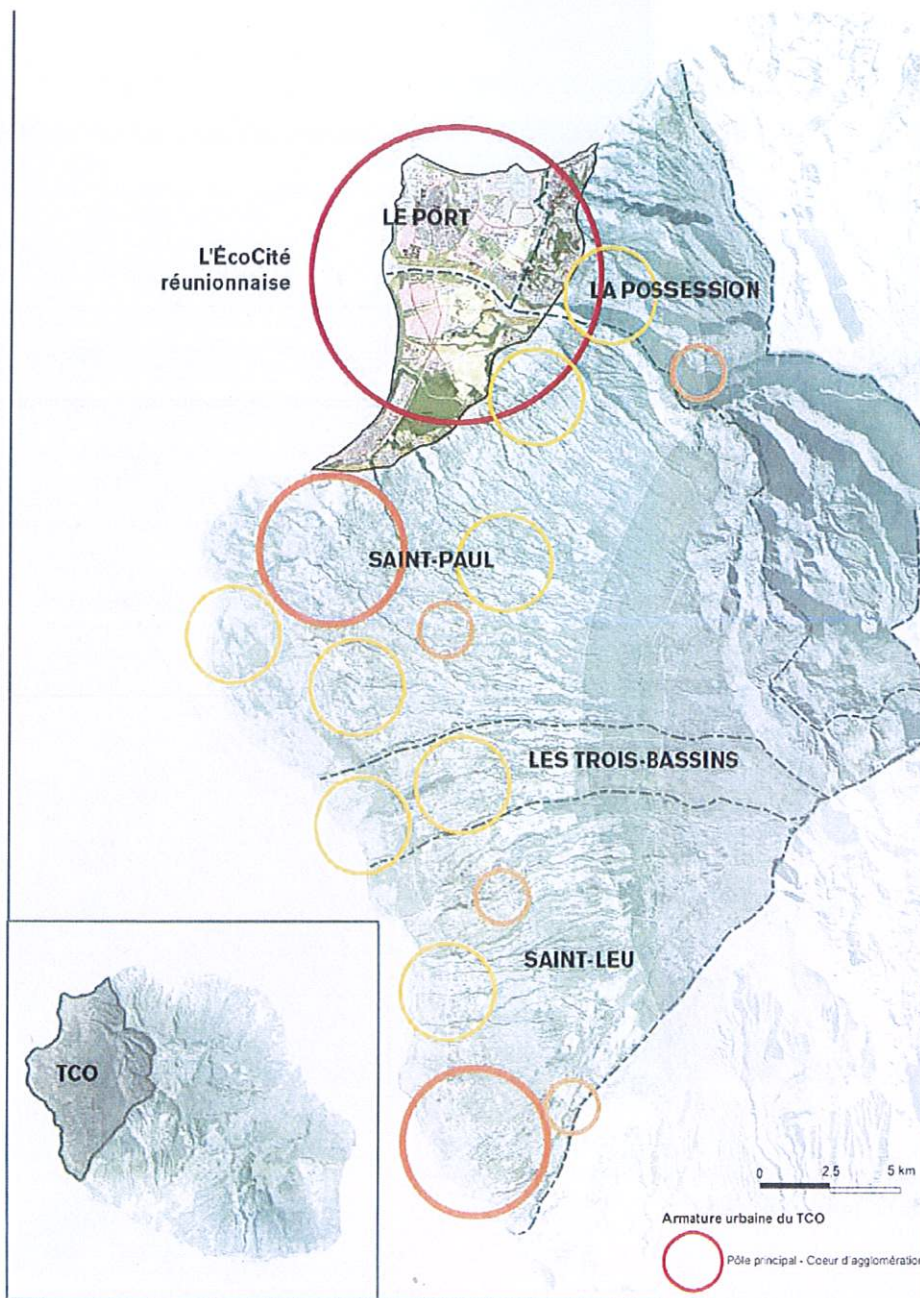 LE PORT
L'ÉcoCité
réunionnaise
LA POSSESSION
SAINT-PAUL
LES TROIS-BASSINS
SAINT-LEU
TCO
0 2,5 5 km
Armature urbaine du TCO
Pôle principal - Coeur d'agglomération